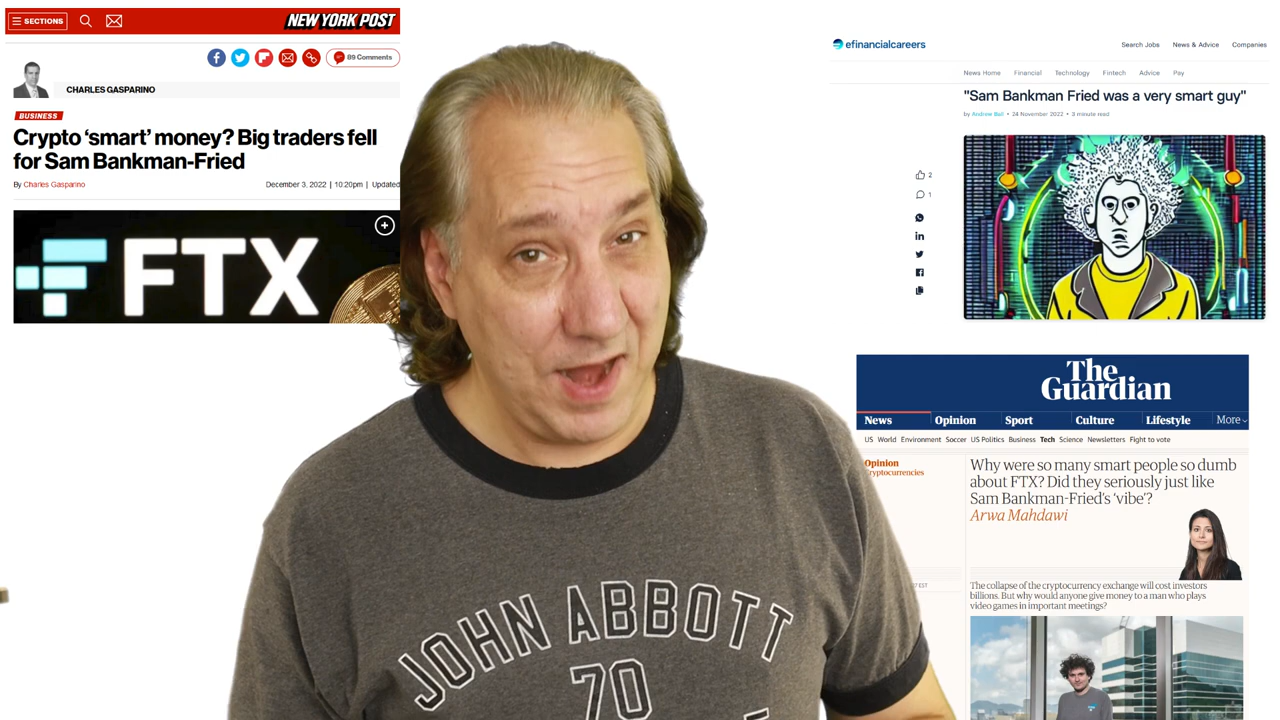 SECTIONS
NEW YORK POST
89 Comments
CHARLES GASPARINO
BUSINESS
Crypto ‘smart’ money? Big traders fell
for Sam Bankman-Fried
By Charles Gasparino
December 3, 2022 | 10:20pm | Updated
FTX
efinancialcareers
Search Jobs
News & Advice
Companies
News Home
Financial
Technology
Fintech
Advice
Pay
"Sam Bankman Fried was a very smart guy"
by Andrew Ball • 24 November 2022 • 3 minute read
2
1
The
Guardian
News
Opinion
Sport
Culture
Lifestyle
More
US World Environment Soccer US Politics Business Tech Science Newsletters Fight to vote
Opinion
ryptocurrencies
Why were so many smart people so dumb
about FTX? Did they seriously just like
Sam Bankman-Fried’s ‘vibe’?
Arwa Mahdawi
07 EST
The collapse of the cryptocurrency exchange will cost investors
billions. But why would anyone give money to a man who plays
video games in important meetings?
JOHN ABBOTT
70